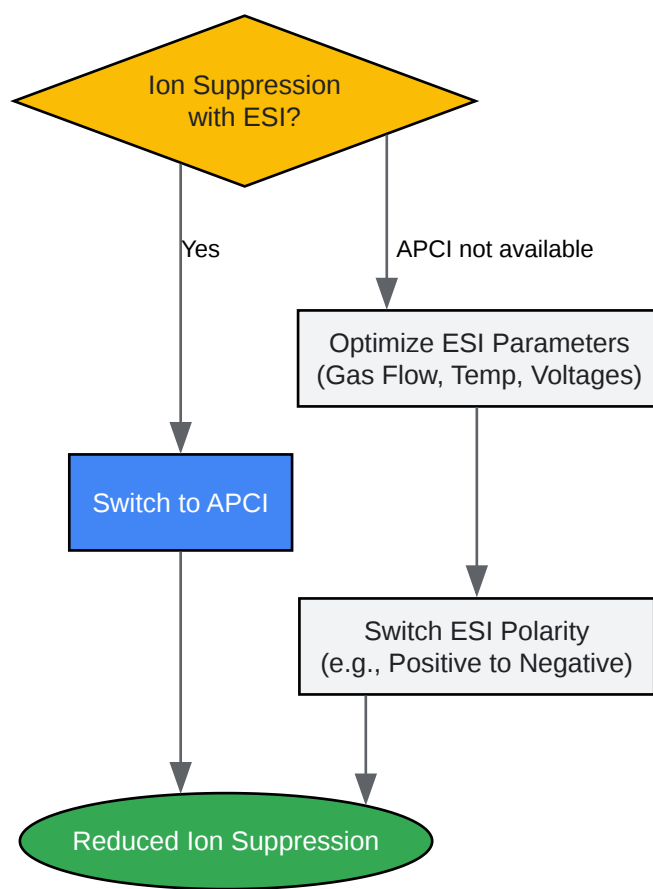 Ion Suppression
with ESI?
Yes
APCI not available
Optimize ESI Parameters
(Gas Flow, Temp, Voltages)
Switch to APCI
Switch ESI Polarity
(e.g., Positive to Negative)
Reduced Ion Suppression